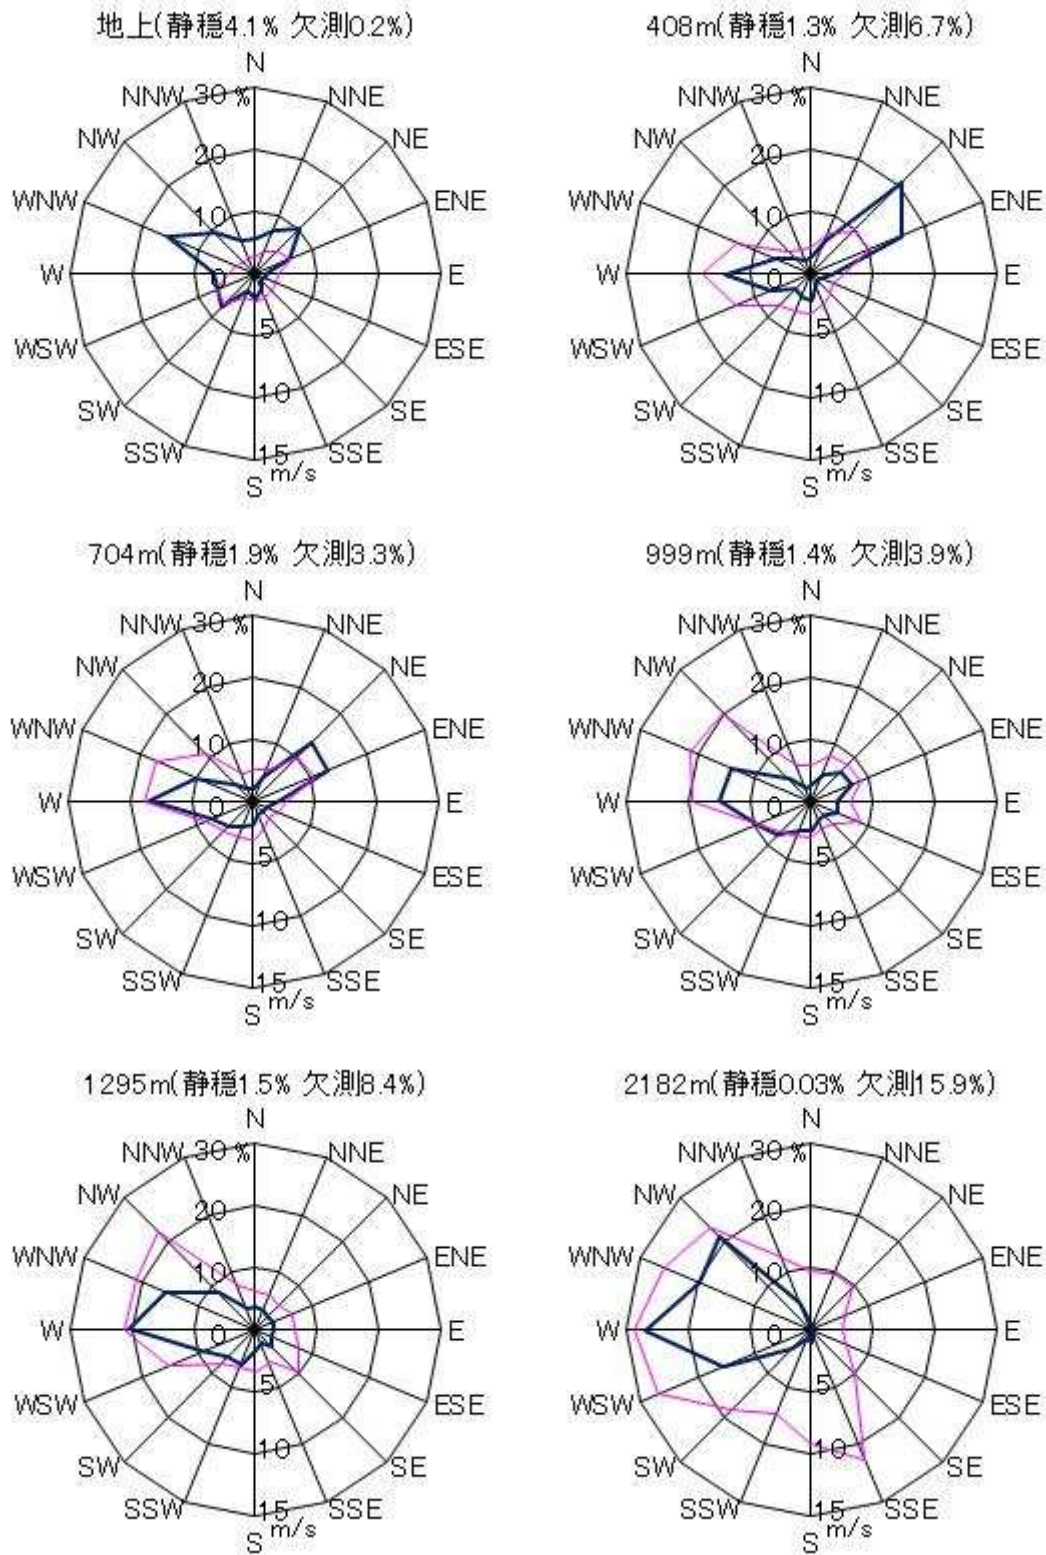 地上(静穏4.1% 欠測0.2%)
N
NNW 30 % NNE
NW 20 NE
WNW 10 ENE
W 0 E
WSW 5 ESE
SW 10 SE
SSW 15 SSE
m/s
S
408m(静穏1.3% 欠測6.7%)
N
NNW 30 % NNE
NW 20 NE
WNW 10 ENE
W 0 E
WSW 5 ESE
SW 10 SE
SSW 15 SSE
m/s
S
704m(静穏1.9% 欠測3.3%)
N
NNW 30 % NNE
NW 20 NE
WNW 10 ENE
W 0 E
WSW 5 ESE
SW 10 SE
SSW 15 SSE
m/s
S
999m(静穏1.4% 欠測3.9%)
N
NNW 30 % NNE
NW 20 NE
WNW 10 ENE
W 0 E
WSW 5 ESE
SW 10 SE
SSW 15 SSE
m/s
S
1295m(静穏1.5% 欠測8.4%)
N
NNW 30 % NNE
NW 20 NE
WNW 10 ENE
W 0 E
WSW 5 ESE
SW 10 SE
SSW 15 SSE
m/s
S
2182m(静穏0.03% 欠測15.9%)
N
NNW 30 % NNE
NW 20 NE
WNW 10 ENE
W 0 E
WSW 5 ESE
SW 10 SE
SSW 15 SSE
m/s
S